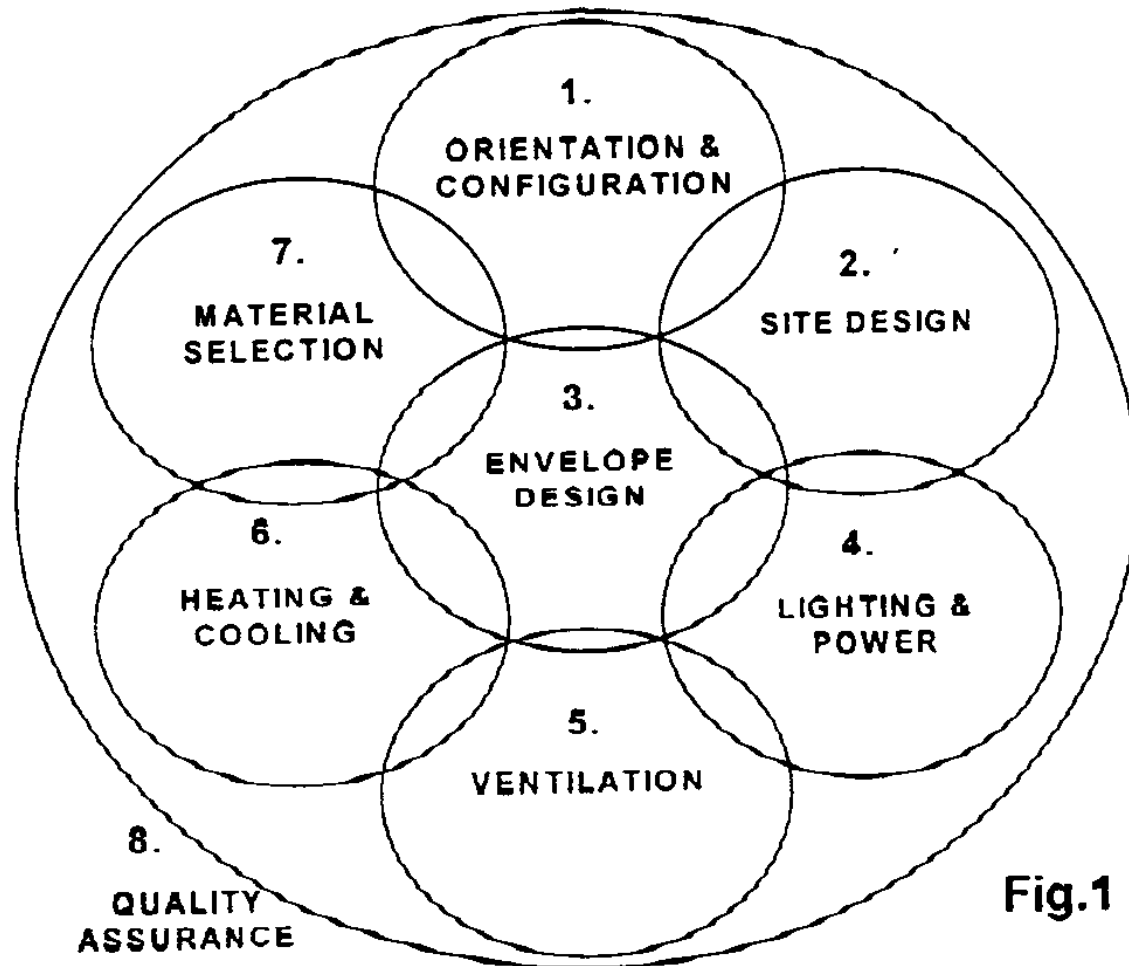 1.
ORIENTATION &
CONFIGURATION
2.
SITE DESIGN
3.
ENVELOPE
DESIGN
4.
LIGHTING &
POWER
5.
VENTILATION
6.
HEATING &
COOLING
7.
MATERIAL
SELECTION
8.
QUALITY
ASSURANCE
Fig.1